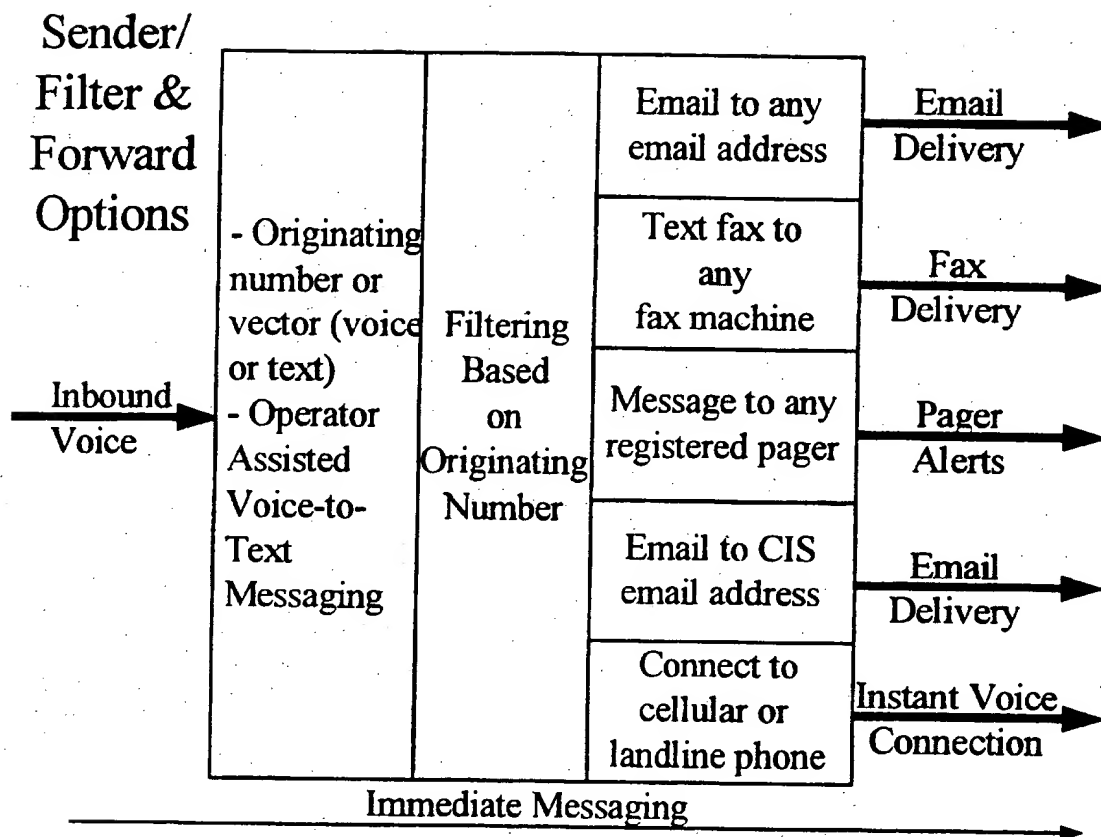 Sender/
Filter &
Forward
Options
Inbound
Voice
- Originating
number or
vector (voice
or text)
- Operator
Assisted
Voice-to-
Text
Messaging
Filtering
Based
on
Originating
Number
Email to any
email address
Text fax to
any
fax machine
Message to any
registered pager
Email to CIS
email address
Connect to
cellular or
landline phone
Email
Delivery
Fax
Delivery
Pager
Alerts
Email
Delivery
Instant Voice
Connection
Immediate Messaging